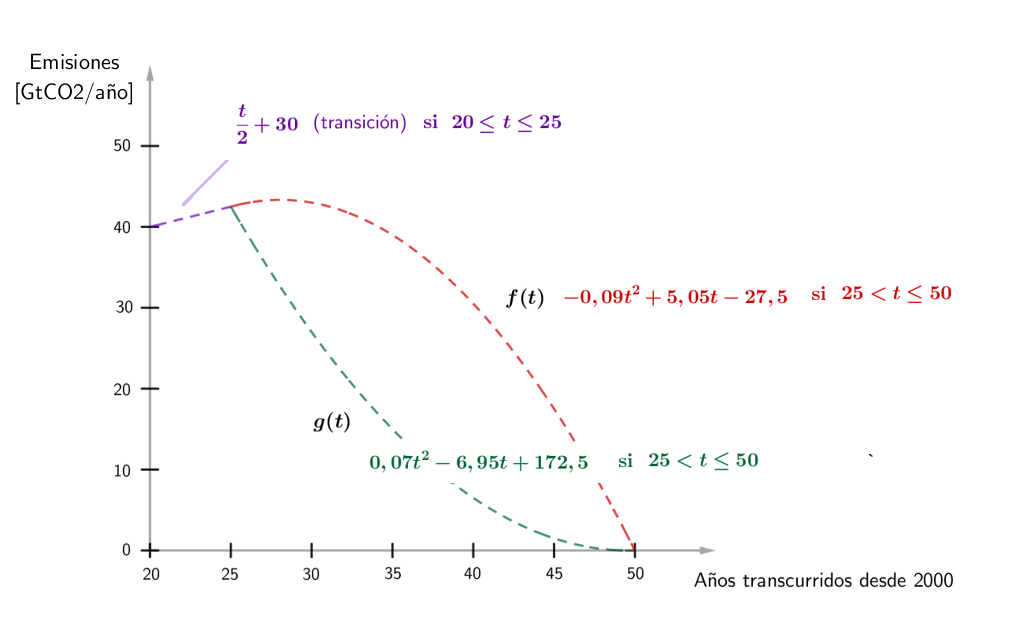 Emisiones
[GtCO2/año]
t/2 + 30 (transición) si 20 ≤ t ≤ 25
50
40
f(t) −0,09t² + 5,05t − 27,5 si 25 < t ≤ 50
30
20
g(t)
0,07t² − 6,95t + 172,5 si 25 < t ≤ 50
10
0
20 25 30 35 40 45 50
Años transcurridos desde 2000